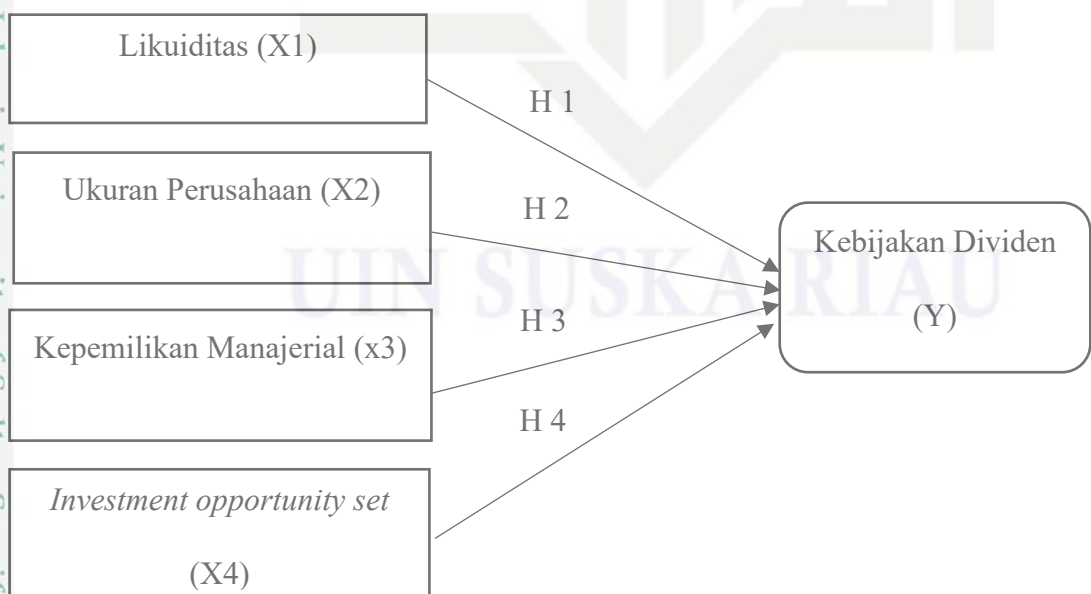 Likuiditas (X1)
H 1
Ukuran Perusahaan (X2)
H 2
Kebijakan Dividen
(Y)
UIN SUSKA RIAU
Kepemilikan Manajerial (x3)
H 3
H 4
Investment opportunity set
(X4)